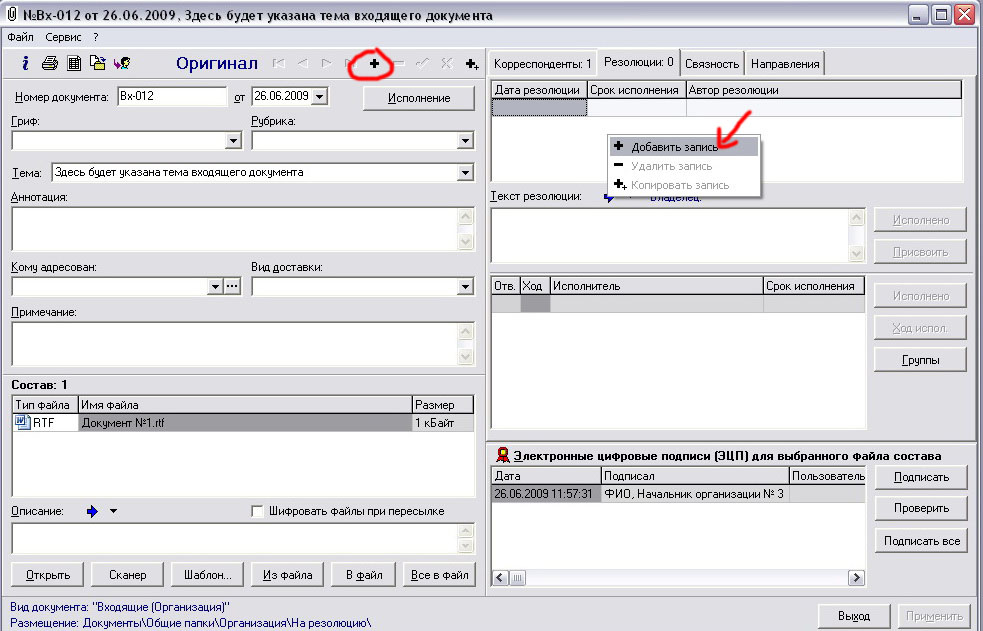 №Вх-012 от 26.06.2009, Здесь будет указана тема входящего документа
Файл Сервис ?
Оригинал
Номер документа: Вх-012 от 26.06.2009 Исполнение
Гриф: Рубрика:
Тема: Здесь будет указана тема входящего документа
Аннотация:
Кому адресован: Вид доставки:
Примечание:
Состав: 1
Тип файла Имя файла Размер
RTF Документ №1.rtf 1 кБайт
Описание: Шифровать файлы при пересылке
Открыть Сканер Шаблон... Из файла В файл Все в файл
Корреспонденты: 1 Резолюции: 0 Связность Направления
Дата резолюции Срок исполнения Автор резолюции
Добавить запись
Удалить запись
Копировать запись
Текст резолюции: Владелец:
Исполнено
Присвоить
Отв. Ход Исполнитель Срок исполнения
Исполнено
Ход испол.
Группы
Электронные цифровые подписи (ЭЦП) для выбранного файла состава
Дата Подписал Пользователь
26.06.2009 11:57:31 ФИО, Начальник организации № 3
Подписать
Проверить
Подписать все
Вид документа: "Входящие (Организация)"
Размещение: Документы\Общие папки\Организация\На резолюцию\
Выход Применить